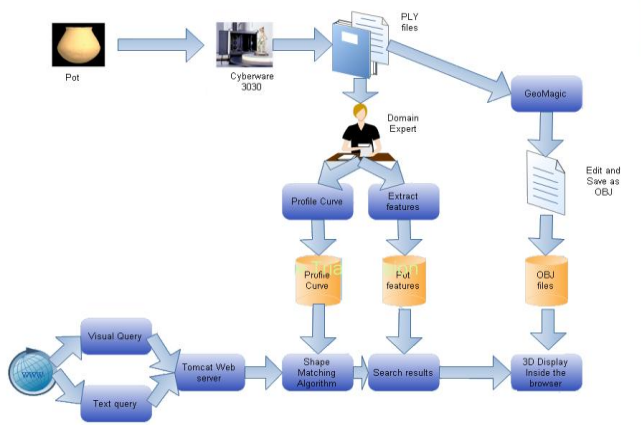 PLY
files
Pot
Cyberware
3030
GeoMagic
Domain
Expert
Edit and
Save as
OBJ
Profile Curve
Extract
features
Profile
Curve
features
OBJ
files
Visual Query
WWW
Text query
Tomcat Web
server
Shape
Matching
Algorithm
Search results
3D Display
Inside the
browser